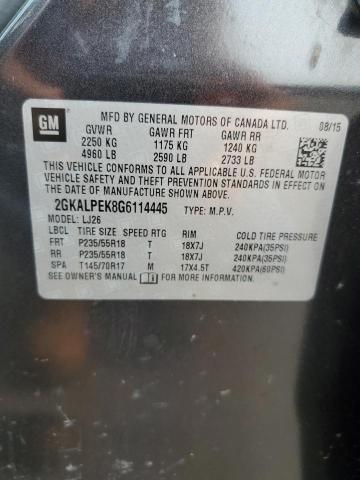 GM
MFD BY GENERAL MOTORS OF CANADA LTD. 08/15
GVWR GAWR FRT GAWR RR
2250 KG 1175 KG 1240 KG
4960 LB 2590 LB 2733 LB
THIS VEHICLE CONFORMS TO ALL APPLICABLE U.S. FEDERAL MOTOR
VEHICLE SAFETY, BUMPER, AND THEFT PREVENTION STANDARDS
IN EFFECT ON THE DATE OF MANUFACTURE SHOWN ABOVE.
2GKALPEK8G6114445 TYPE: M.P.V.
MODEL: LJ26
LBCL TIRE SIZE SPEED RTG RIM COLD TIRE PRESSURE
FRT P235/55R18 T 18X7J 240KPA(35PSI)
RR P235/55R18 T 18X7J 240KPA(35PSI)
SPA T145/70R17 M 17X4.5T 420KPA(60PSI)
SEE OWNER'S MANUAL FOR MORE INFORMATION.